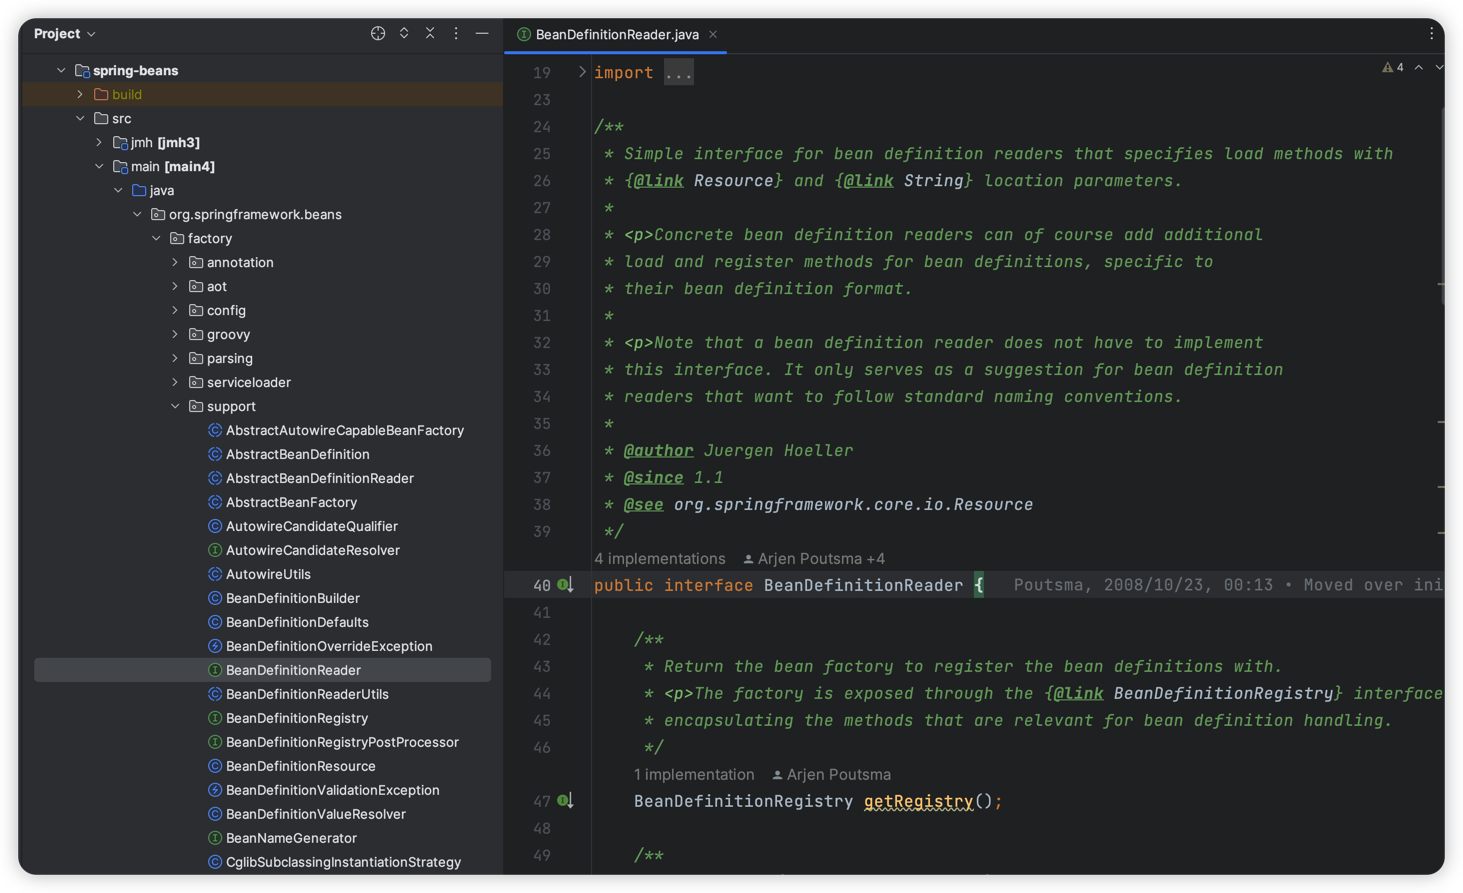 Project
spring-beans
build
src
jmh [jmh3]
main [main4]
java
org.springframework.beans
factory
annotation
aot
config
groovy
parsing
serviceloader
support
AbstractAutowireCapableBeanFactory
AbstractBeanDefinition
AbstractBeanDefinitionReader
AbstractBeanFactory
AutowireCandidateQualifier
AutowireCandidateResolver
AutowireUtils
BeanDefinitionBuilder
BeanDefinitionDefaults
BeanDefinitionOverrideException
BeanDefinitionReader
BeanDefinitionReaderUtils
BeanDefinitionRegistry
BeanDefinitionRegistryPostProcessor
BeanDefinitionResource
BeanDefinitionValidationException
BeanDefinitionValueResolver
BeanNameGenerator
CglibSubclassingInstantiationStrategy
BeanDefinitionReader.java
4
19 import ...
23
24 /**
25 * Simple interface for bean definition readers that specifies load methods with
26 * {@link Resource} and {@link String} location parameters.
27 *
28 * <p>Concrete bean definition readers can of course add additional
29 * load and register methods for bean definitions, specific to
30 * their bean definition format.
31 *
32 * <p>Note that a bean definition reader does not have to implement
33 * this interface. It only serves as a suggestion for bean definition
34 * readers that want to follow standard naming conventions.
35 *
36 * @author Juergen Hoeller
37 * @since 1.1
38 * @see org.springframework.core.io.Resource
39 */
4 implementations Arjen Poutsma +4
40 public interface BeanDefinitionReader { Poutsma, 2008/10/23, 00:13 • Moved over ini
41
42 /**
43 * Return the bean factory to register the bean definitions with.
44 * <p>The factory is exposed through the {@link BeanDefinitionRegistry} interface
45 * encapsulating the methods that are relevant for bean definition handling.
46 */
1 implementation Arjen Poutsma
47 BeanDefinitionRegistry getRegistry();
48
49 /**